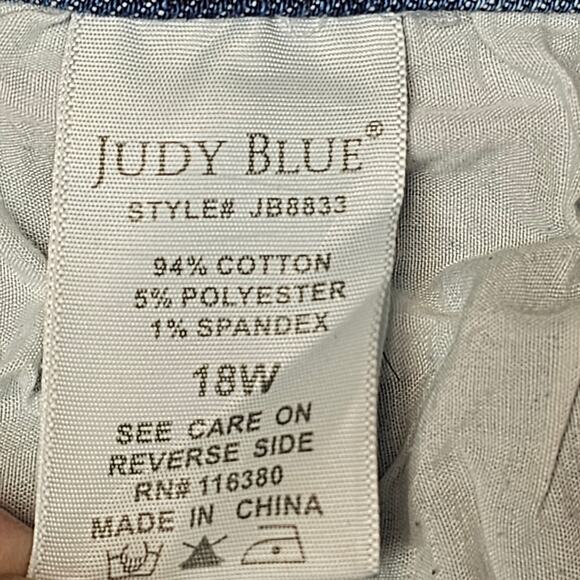 JUDY BLUE®
STYLE# JB8833
94% COTTON
5% POLYESTER
1% SPANDEX
18W
SEE CARE ON
REVERSE SIDE
RN# 116380
MADE IN CHINA